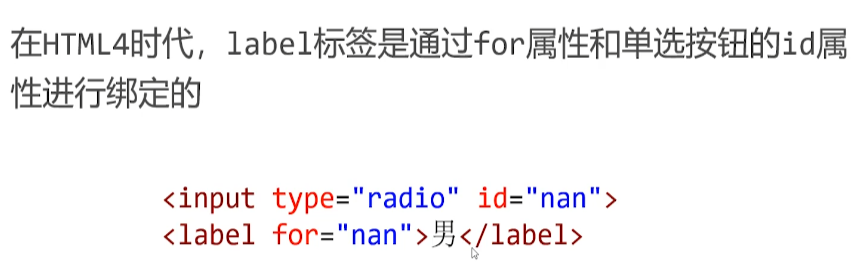 在HTML4时代，label标签是通过for属性和单选按钮的id属
性进行绑定的
<input type="radio" id="nan">
<label for="nan">男</label>